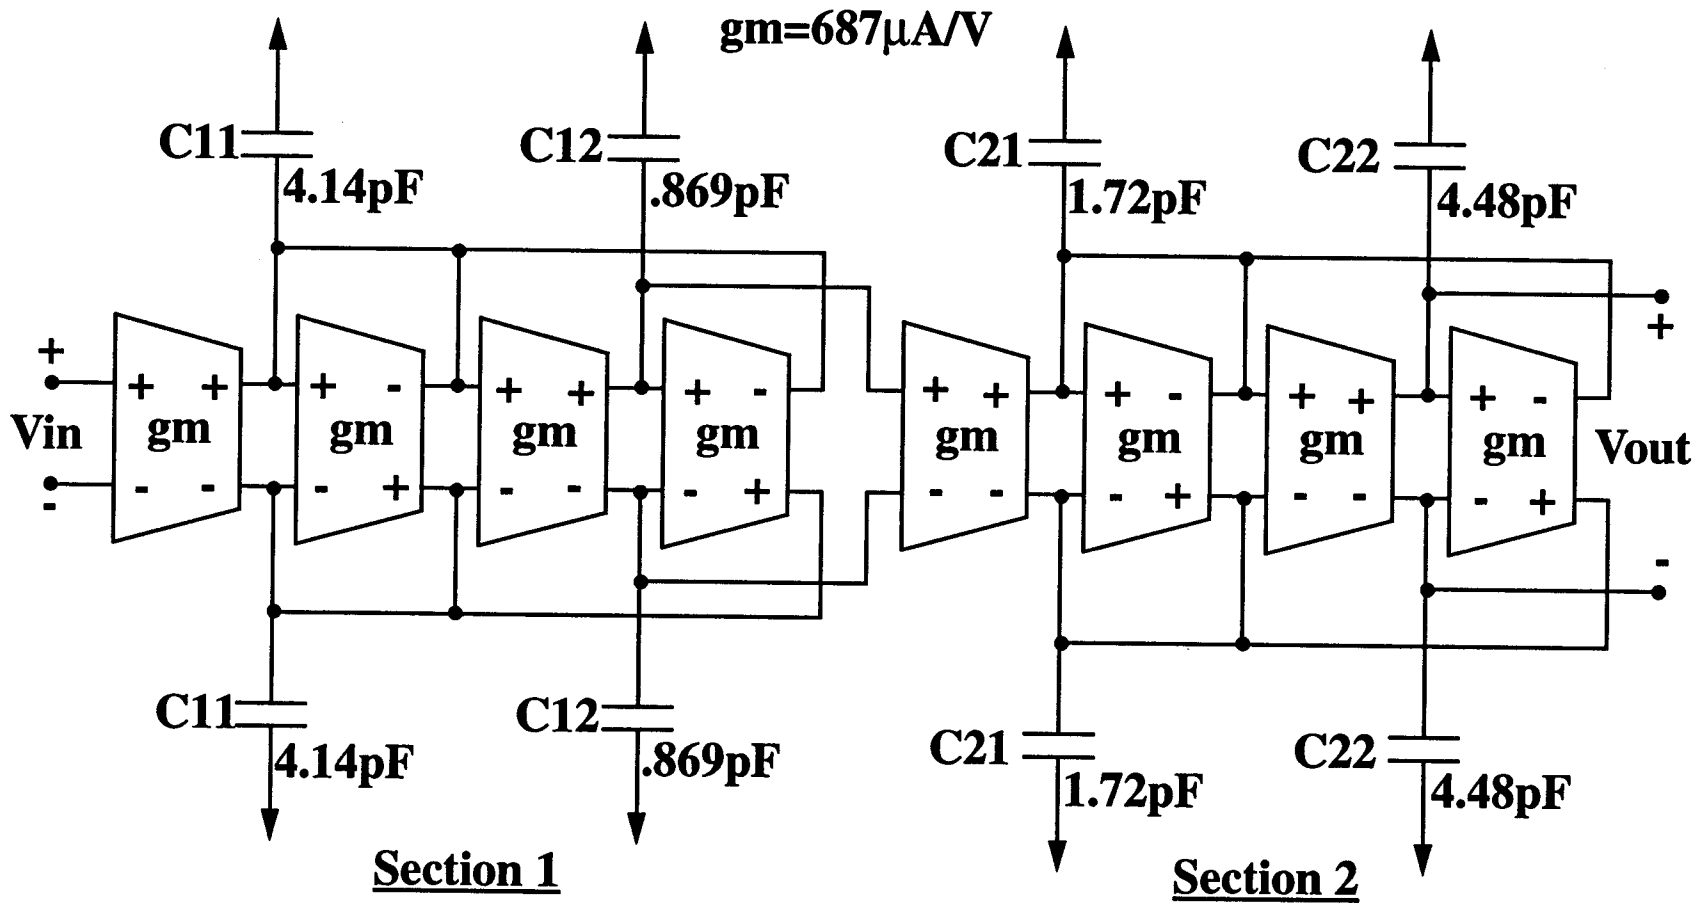 gm=687µA/V
C11
4.14pF
C12
.869pF
C21
1.72pF
C22
4.48pF
+ + + + - + + + - + + + - + + + -
Vin gm gm gm gm gm gm gm gm Vout
- - - - + - - - + - - - + - - - + -
C11
4.14pF
C12
.869pF
C21
1.72pF
C22
4.48pF
Section 1
Section 2